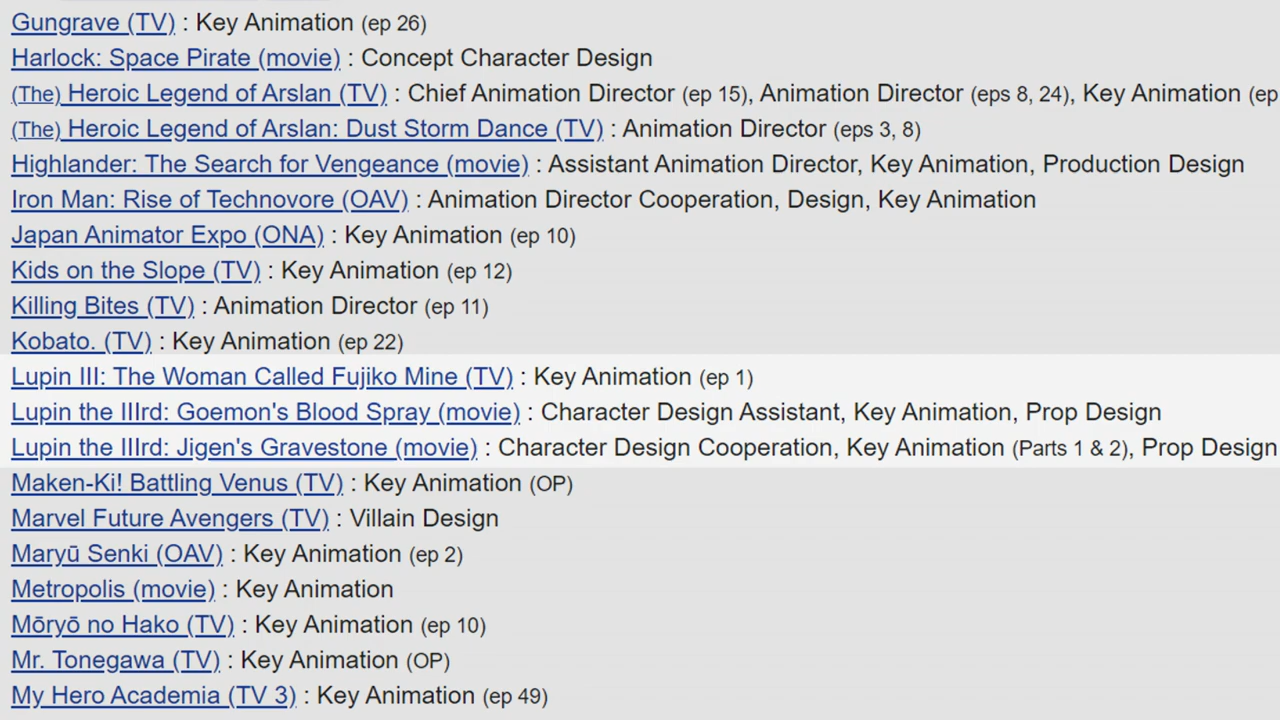 Gungrave (TV) : Key Animation (ep 26)
Harlock: Space Pirate (movie) : Concept Character Design
(The) Heroic Legend of Arslan (TV) : Chief Animation Director (ep 15), Animation Director (eps 8, 24), Key Animation (ep
(The) Heroic Legend of Arslan: Dust Storm Dance (TV) : Animation Director (eps 3, 8)
Highlander: The Search for Vengeance (movie) : Assistant Animation Director, Key Animation, Production Design
Iron Man: Rise of Technovore (OAV) : Animation Director Cooperation, Design, Key Animation
Japan Animator Expo (ONA) : Key Animation (ep 10)
Kids on the Slope (TV) : Key Animation (ep 12)
Killing Bites (TV) : Animation Director (ep 11)
Kobato. (TV) : Key Animation (ep 22)
Lupin III: The Woman Called Fujiko Mine (TV) : Key Animation (ep 1)
Lupin the IIIrd: Goemon's Blood Spray (movie) : Character Design Assistant, Key Animation, Prop Design
Lupin the IIIrd: Jigen's Gravestone (movie) : Character Design Cooperation, Key Animation (Parts 1 & 2), Prop Design
Maken-Ki! Battling Venus (TV) : Key Animation (OP)
Marvel Future Avengers (TV) : Villain Design
Maryū Senki (OAV) : Key Animation (ep 2)
Metropolis (movie) : Key Animation
Mōryō no Hako (TV) : Key Animation (ep 10)
Mr. Tonegawa (TV) : Key Animation (OP)
My Hero Academia (TV 3) : Key Animation (ep 49)